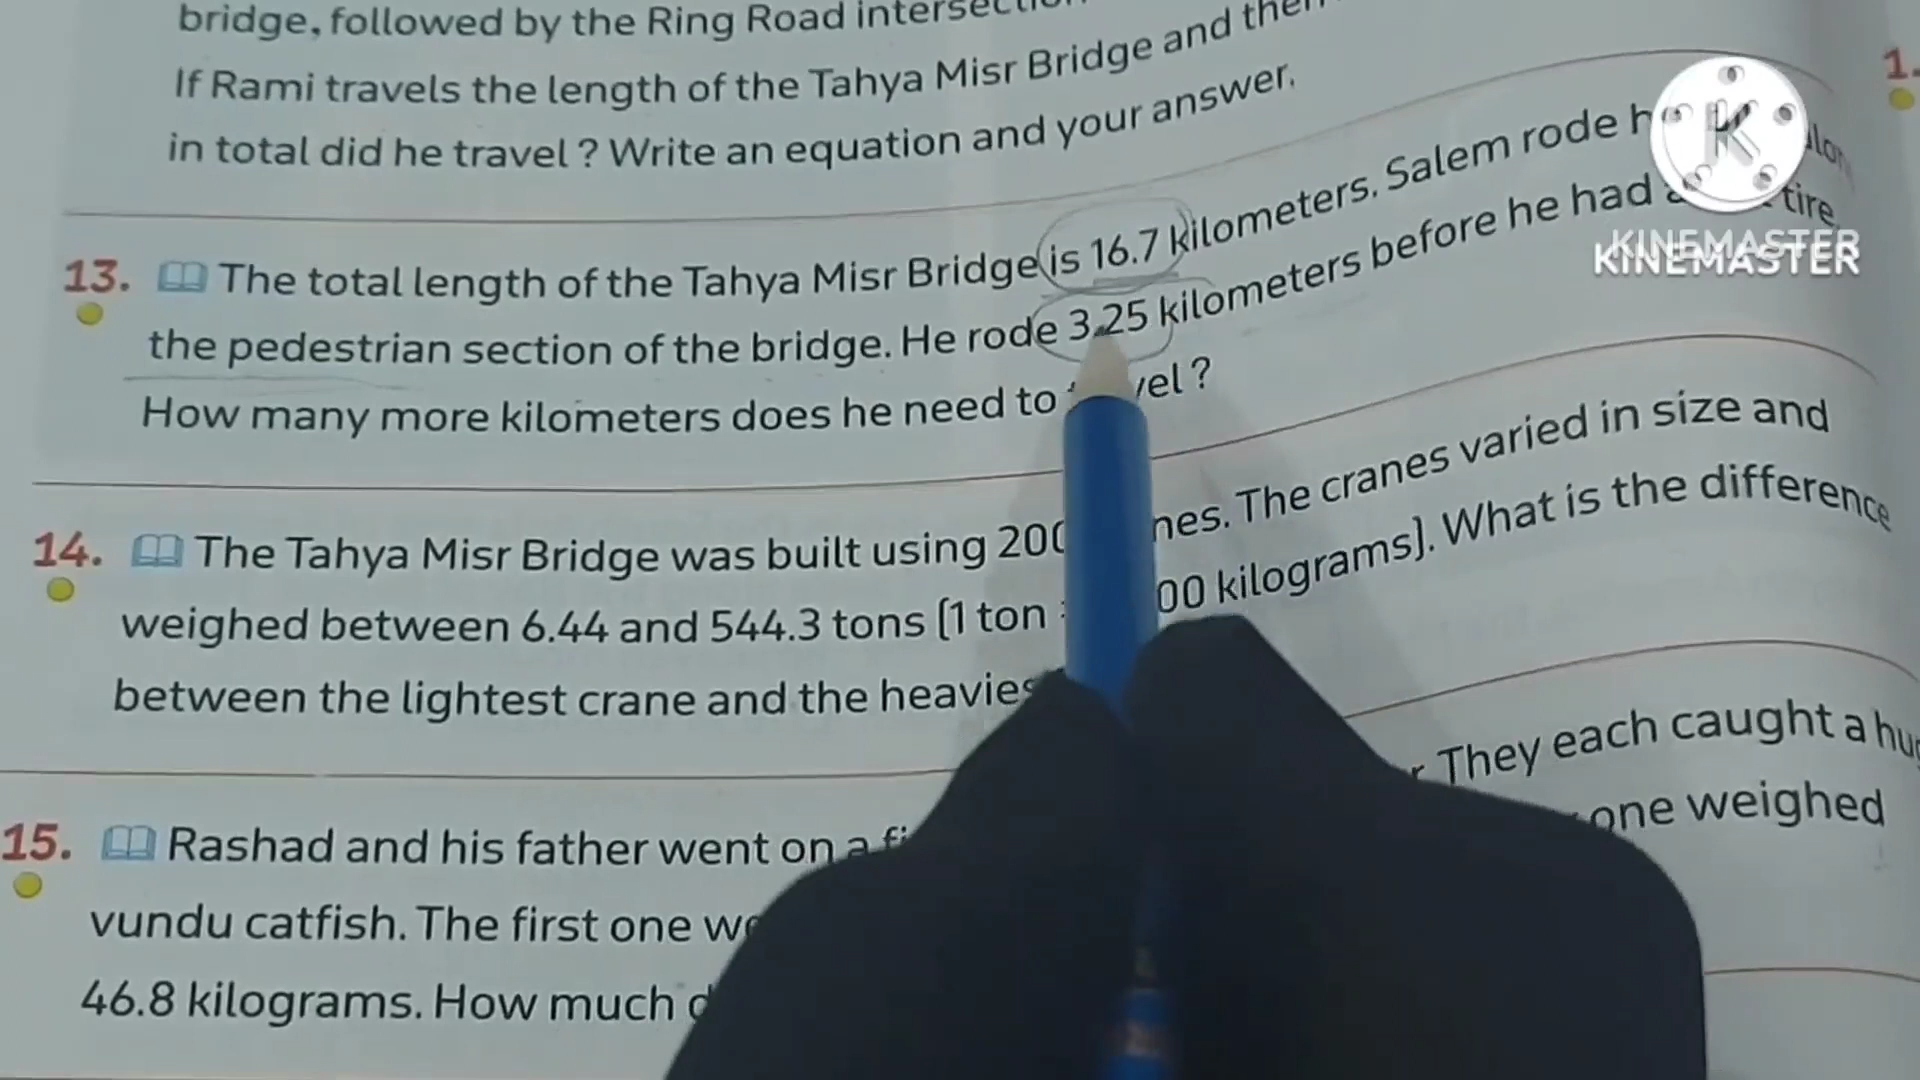 bridge, followed by the Ring Road
If Rami travels the length of the Tahya Misr Bridge and then
in total did he travel ? Write an equation and your answer.
13. The total length of the Tahya Misr Bridge is 16.7 kilometers. Salem rode
the pedestrian section of the bridge. He rode 3.25 kilometers before he had tire.
How many more kilometers does he need to ?
14. The Tahya Misr Bridge was built using The cranes varied in size and
weighed between 6.44 and 544.3 tons (1 ton kilograms). What is the difference
between the lightest crane and the
15. Rashad and his father went on a They each caught a
vundu catfish. The first one one weighed
46.8 kilograms. How much
1.
K
KINEMASTER
KINEMASTER